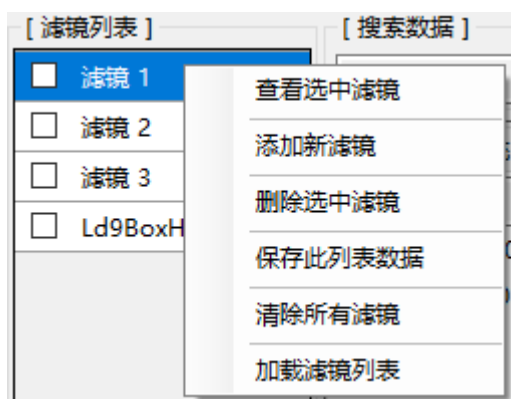 [ 滤镜列表 ]
[ 搜索数据 ]
滤镜 1
滤镜 2
滤镜 3
Ld9BoxH
查看选中滤镜
添加新滤镜
删除选中滤镜
保存此列表数据
清除所有滤镜
加载滤镜列表